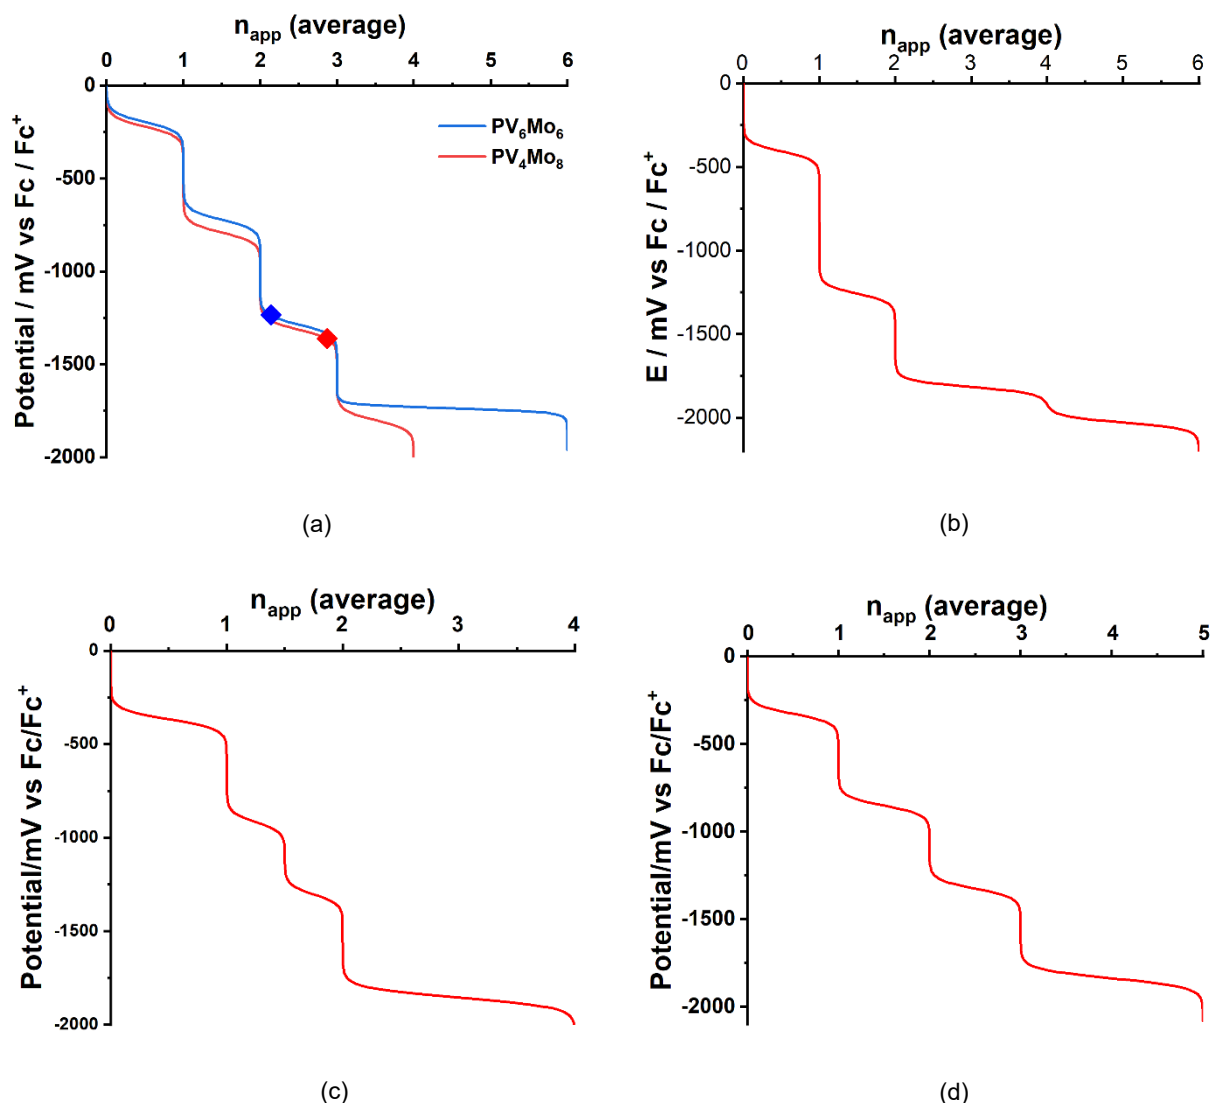 n_app (average)
0 1 2 3 4 5 6
0
-500
-1000
-1500
-2000
Potential / mV vs Fc / Fc⁺
PV₆Mo₆
PV₄Mo₈
(a)
n_app (average)
0 1 2 3 4 5 6
0
-500
-1000
-1500
-2000
E / mV vs Fc / Fc⁺
(b)
n_app (average)
0 1 2 3 4
0
-500
-1000
-1500
-2000
Potential/mV vs Fc/Fc⁺
(c)
n_app (average)
0 1 2 3 4 5
0
-500
-1000
-1500
-2000
Potential/mV vs Fc/Fc⁺
(d)